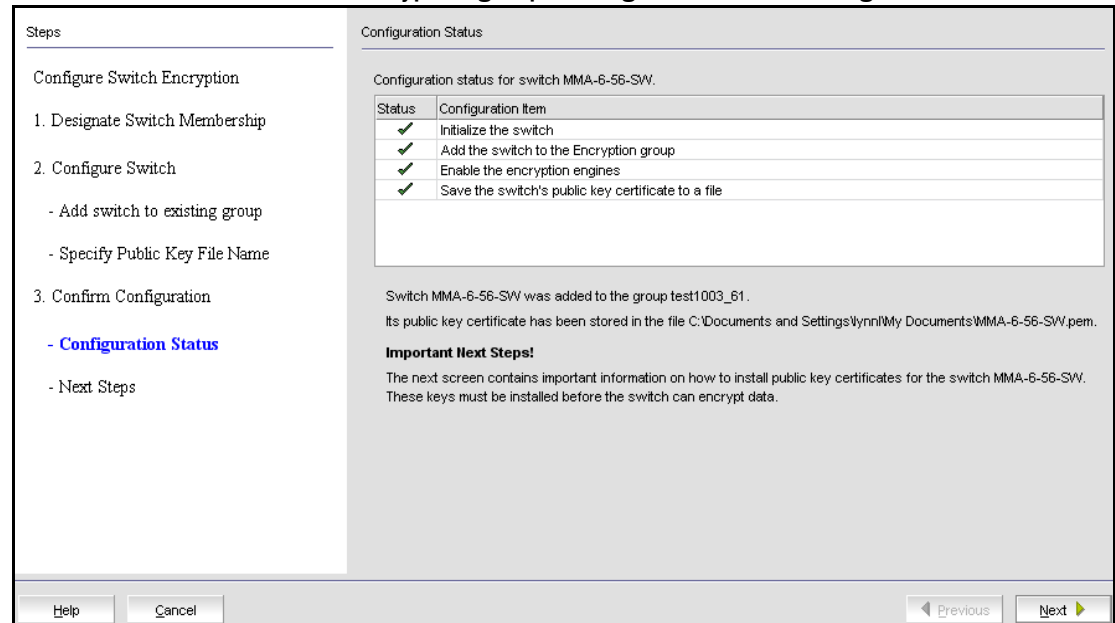 Steps
Configure Switch Encryption
1. Designate Switch Membership
2. Configure Switch
- Add switch to existing group
- Specify Public Key File Name
3. Confirm Configuration
- Configuration Status
- Next Steps
Configuration Status
Configuration status for switch MMA-6-56-SW.
Status Configuration Item
✓ Initialize the switch
✓ Add the switch to the Encryption group
✓ Enable the encryption engines
✓ Save the switch's public key certificate to a file
Switch MMA-6-56-SW was added to the group test1003_61.
Its public key certificate has been stored in the file C:\Documents and Settings\lynnl\My Documents\MMA-6-56-SW.pem.
Important Next Steps!
The next screen contains important information on how to install public key certificates for the switch MMA-6-56-SW.
These keys must be installed before the switch can encrypt data.
Help Cancel Previous Next